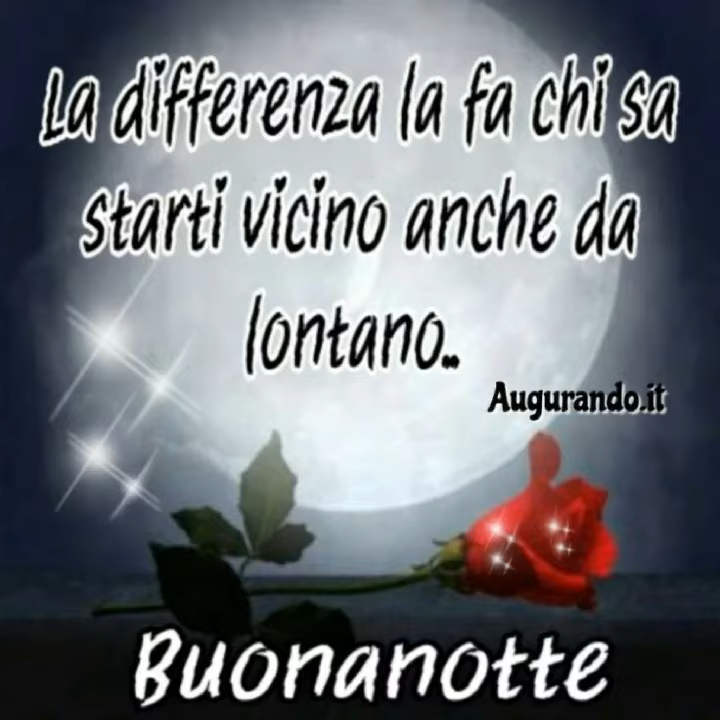 La differenza la fa chi sa
starti vicino anche da
lontano..
Augurando.it
Buonanotte